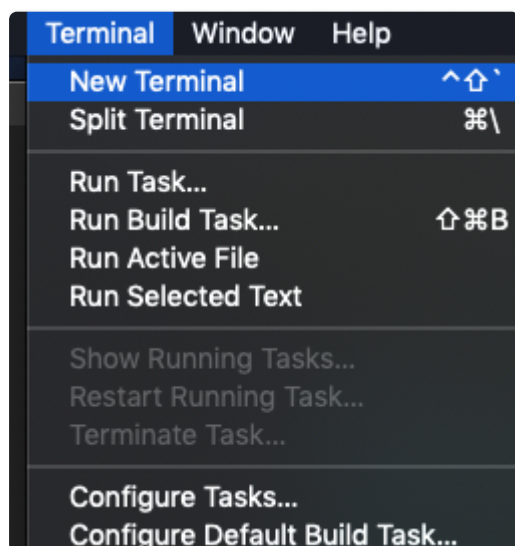 Terminal Window Help
New Terminal ^⇧`
Split Terminal ⌘\
Run Task...
Run Build Task... ⇧⌘B
Run Active File
Run Selected Text
Show Running Tasks...
Restart Running Task...
Terminate Task...
Configure Tasks...
Configure Default Build Task...